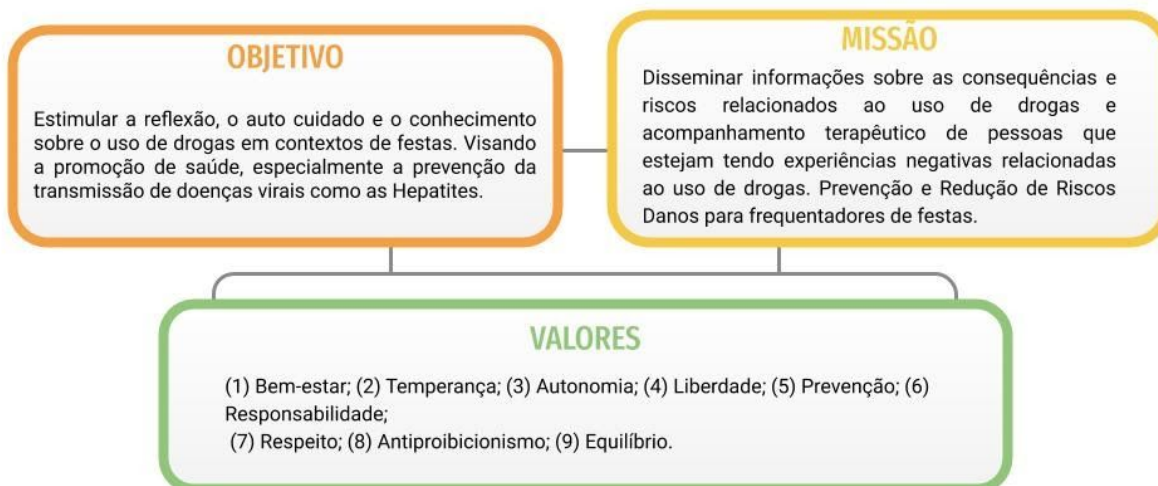 OBJETIVO
Estimular a reflexão, o auto cuidado e o conhecimento
sobre o uso de drogas em contextos de festas. Visando
a promoção de saúde, especialmente a prevenção da
transmissão de doenças virais como as Hepatites.
MISSÃO
Disseminar informações sobre as consequências e
riscos relacionados ao uso de drogas e
acompanhamento terapêutico de pessoas que
estejam tendo experiências negativas relacionadas
ao uso de drogas. Prevenção e Redução de Riscos
Danos para frequentadores de festas.
VALORES
(1) Bem-estar; (2) Temperança; (3) Autonomia; (4) Liberdade; (5) Prevenção; (6)
Responsabilidade;
(7) Respeito; (8) Antiproibicionismo; (9) Equilíbrio.